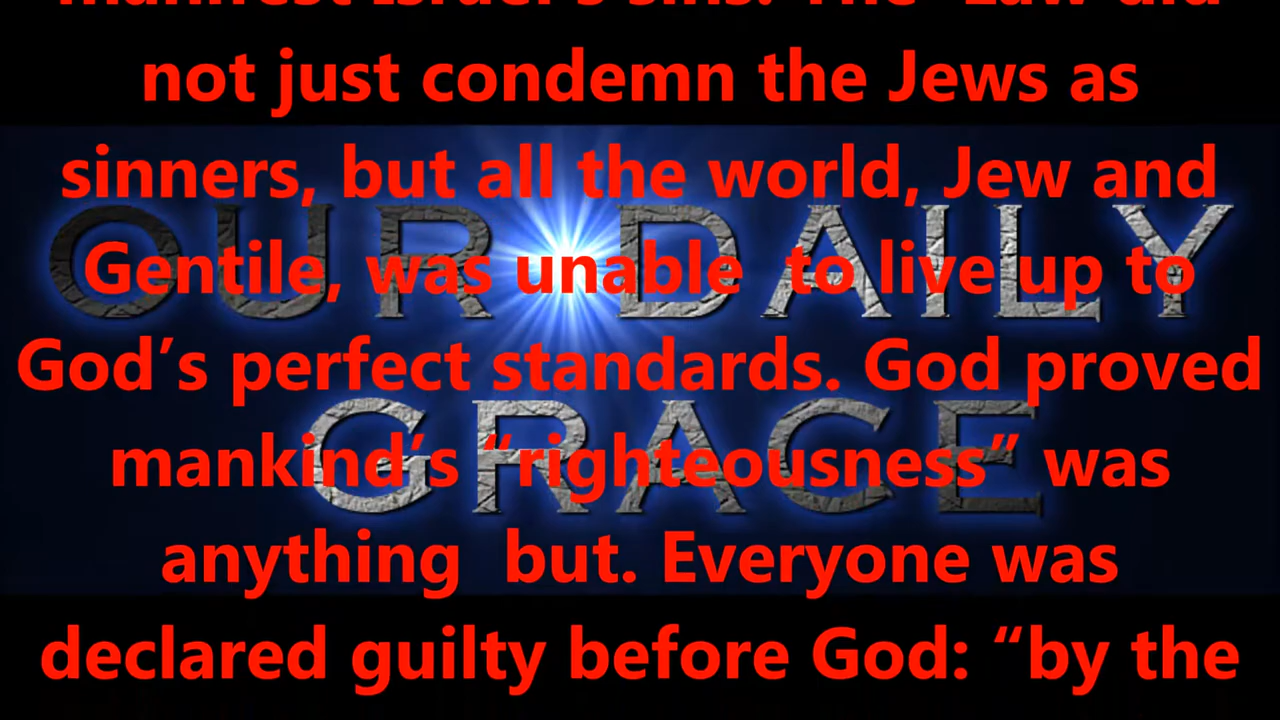 manifest Israel's sins. The "Law did
not just condemn the Jews as
sinners, but all the world, Jew and
Gentile, was unable  to live up to
God’s perfect standards. God proved
mankind’s “righteousness” was
anything  but. Everyone was
declared guilty before God: “by the
OUR DAILY
GRACE